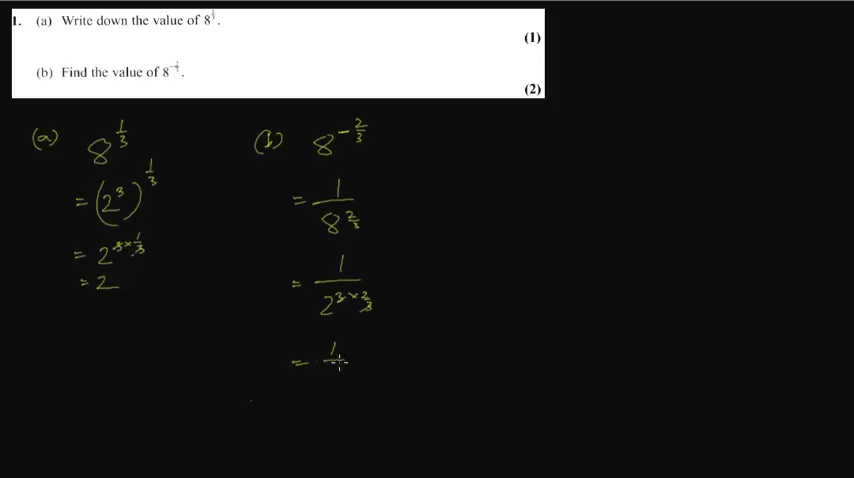 1. (a) Write down the value of 8^{1/3}.
(1)
(b) Find the value of 8^{-2/3}.
(2)
(a) 8^{1/3}
= (2^3)^{1/3}
= 2^{3×1/3}
= 2
(b) 8^{-2/3}
= 1/8^{2/3}
= 1/2^{3×2/3}
= 1/